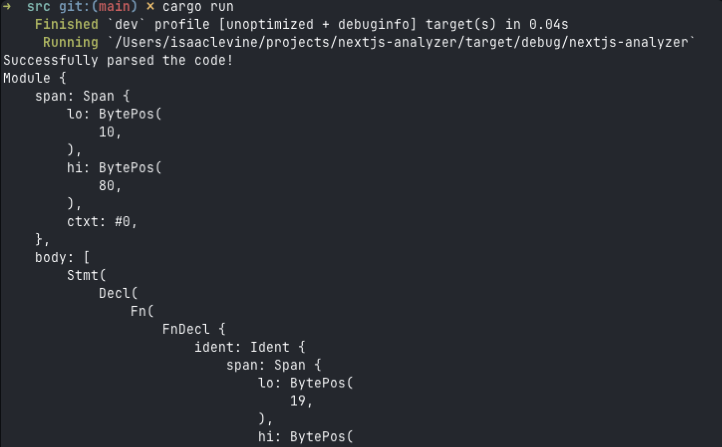 → src git:(main) ✗ cargo run
    Finished `dev` profile [unoptimized + debuginfo] target(s) in 0.04s
     Running `/Users/isaaclevine/projects/nextjs-analyzer/target/debug/nextjs-analyzer`
Successfully parsed the code!
Module {
    span: Span {
        lo: BytePos(
            10,
        ),
        hi: BytePos(
            80,
        ),
        ctxt: #0,
    },
    body: [
        Stmt(
            Decl(
                Fn(
                    FnDecl {
                        ident: Ident {
                            span: Span {
                                lo: BytePos(
                                    19,
                                ),
                                hi: BytePos(